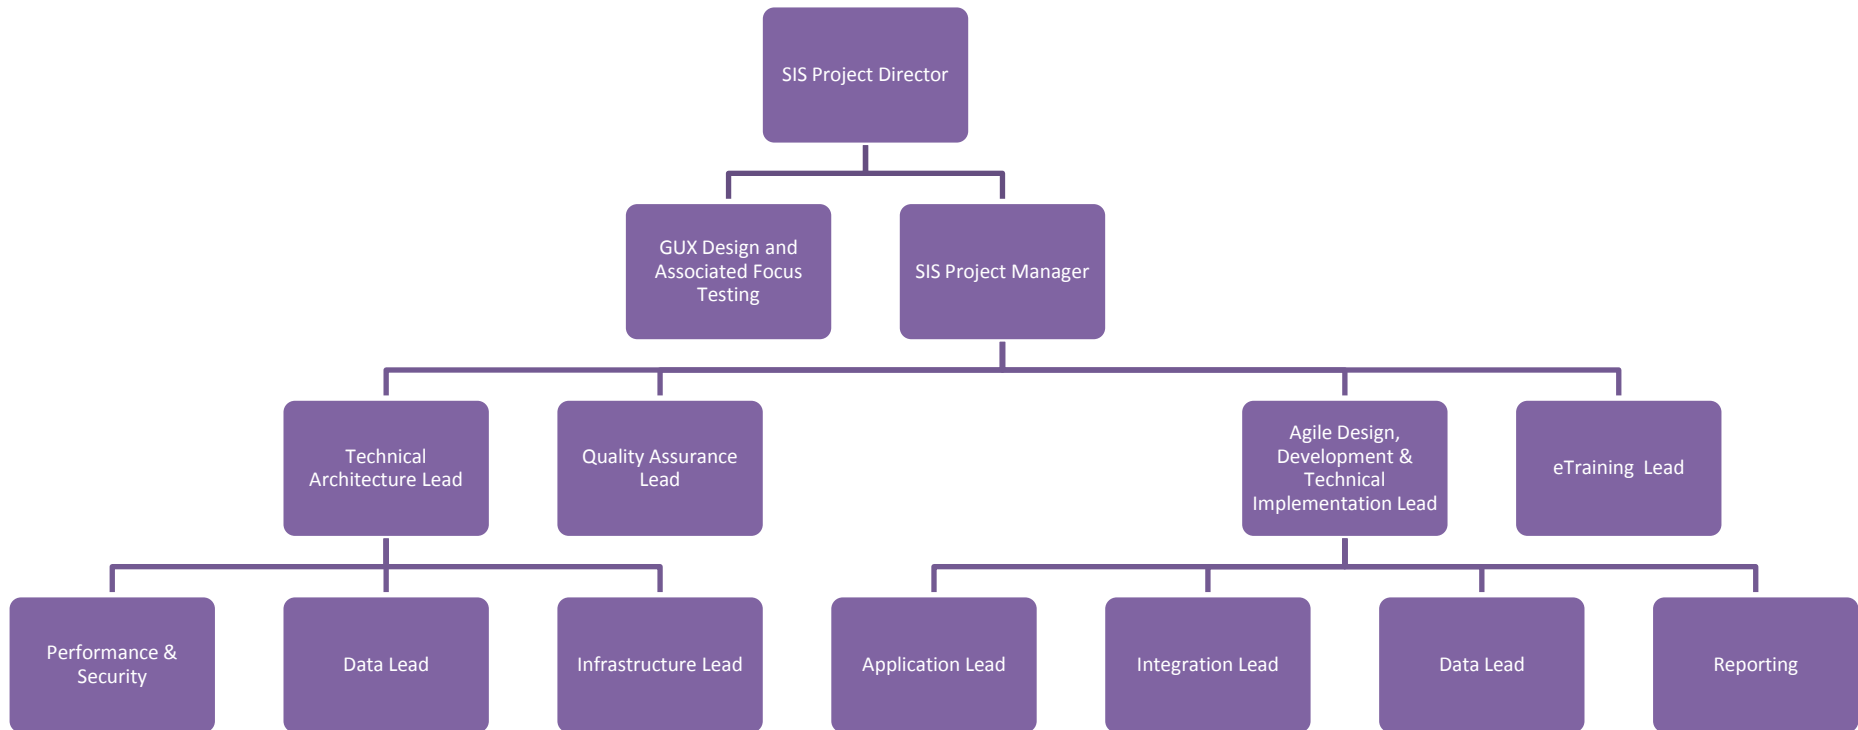 SIS Project Director
GUX Design and
Associated Focus
Testing
SIS Project Manager
Technical
Architecture Lead
Quality Assurance
Lead
Agile Design,
Development &
Technical
Implementation Lead
eTraining  Lead
Performance &
Security
Data Lead
Infrastructure Lead
Application Lead
Integration Lead
Data Lead
Reporting